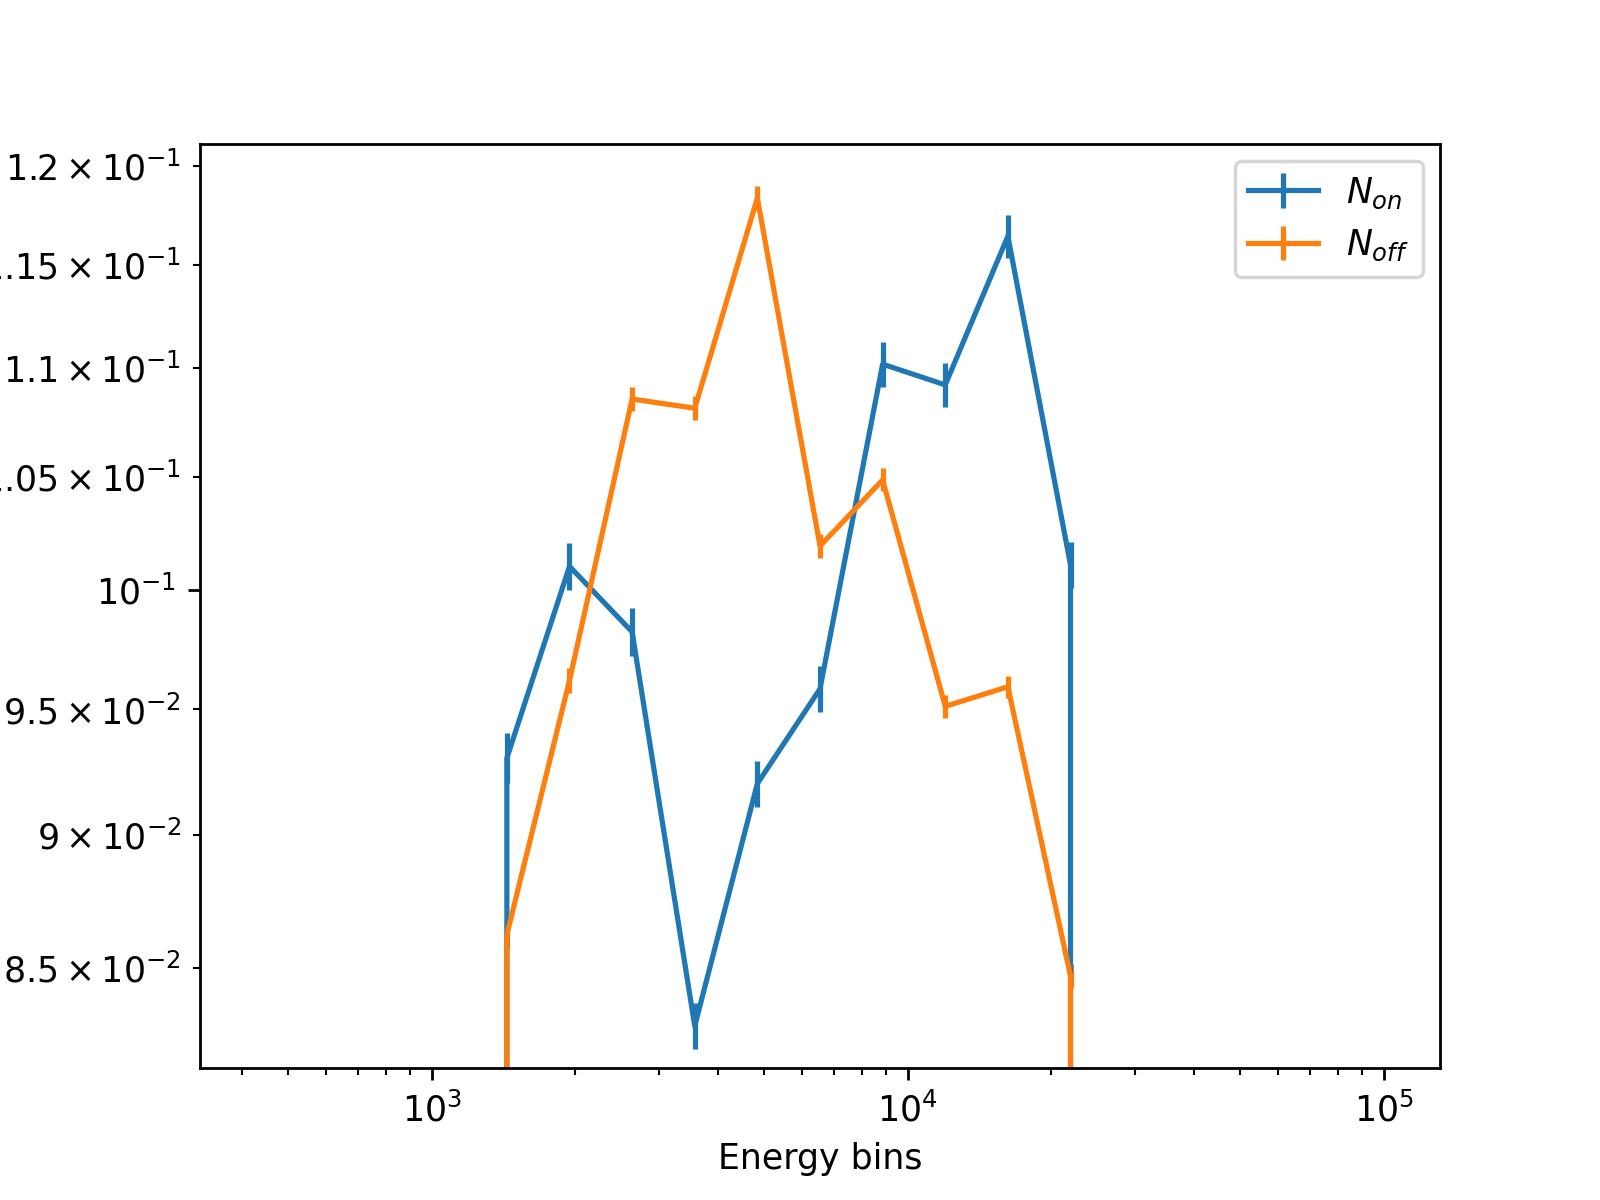 1.2 × 10⁻¹
.15 × 10⁻¹
1.1 × 10⁻¹
.05 × 10⁻¹
10⁻¹
9.5 × 10⁻²
9 × 10⁻²
8.5 × 10⁻²
10³ 10⁴ 10⁵
Energy bins
N_on
N_off